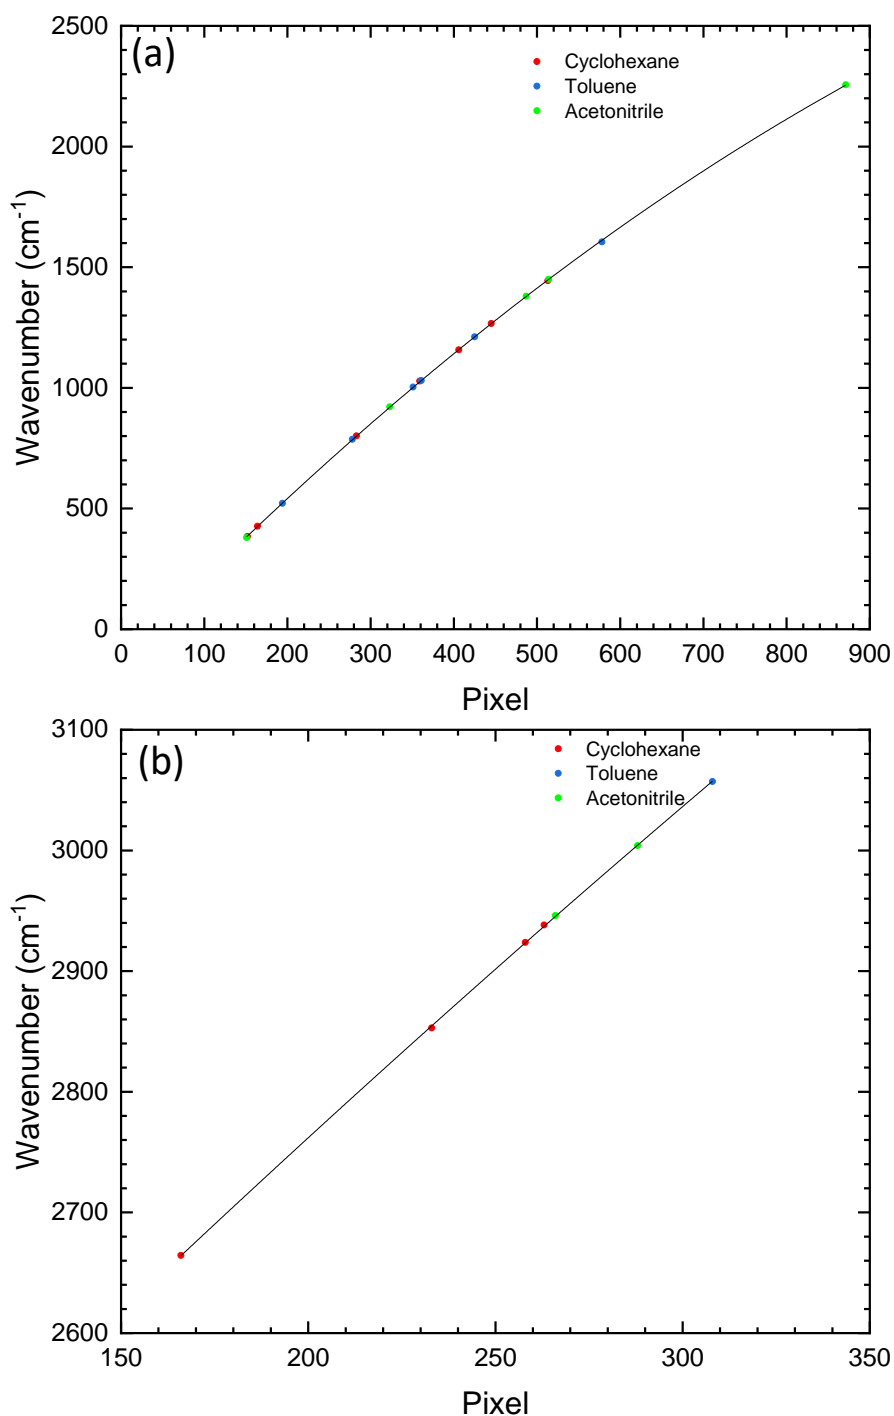 (a)
Cyclohexane
Toluene
Acetonitrile
2500
2000
1500
1000
500
0
Wavenumber (cm⁻¹)
0 100 200 300 400 500 600 700 800 900
Pixel
(b)
Cyclohexane
Toluene
Acetonitrile
3100
3000
2900
2800
2700
2600
Wavenumber (cm⁻¹)
150 200 250 300 350
Pixel